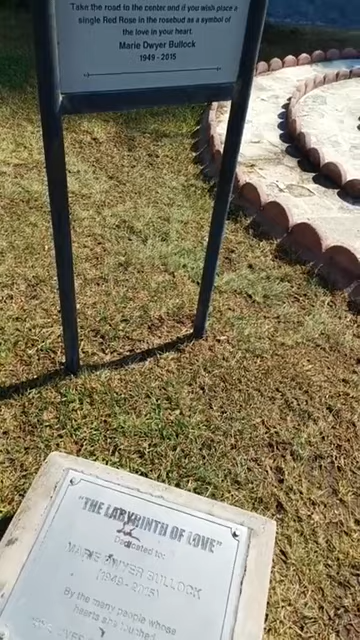 Take the road to the center and if you wish place a
single Red Rose in the rosebud as a symbol of
the love in your heart.
Marie Dwyer Bullock
1949 - 2015
"THE LABYRINTH OF LOVE"
Dedicated to:
MARIE DWYER BULLOCK
(1949 - 2015)
By the many people whose
hearts she touched